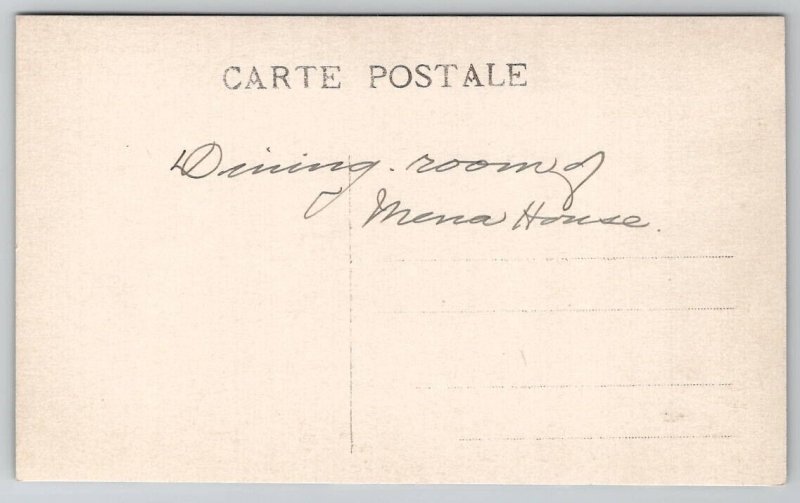 CARTE POSTALE
Dining-room of
Mena House.